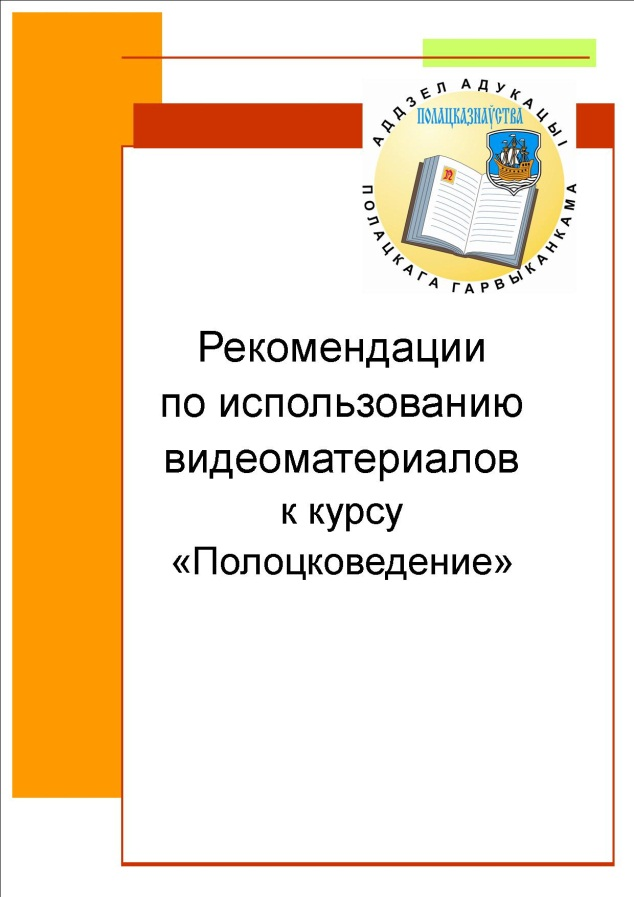 АДДЗЕЛ АДУКАЦЫІ
ПОЛАЦКАЗНАЎСТВА
П
ПОЛАЦКАГА ГАРВЫКАНКАМА
Рекомендации
по использованию
видеоматериалов
к курсу
«Полоцковедение»